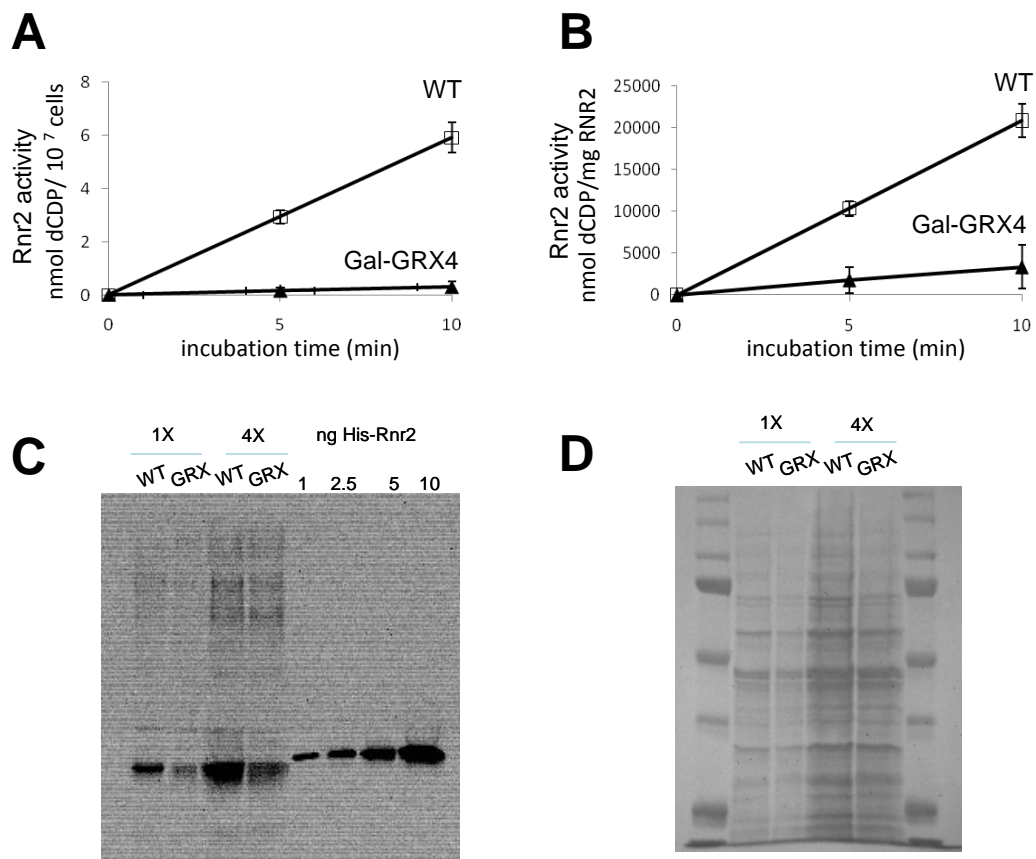 A
Rnr2 activity
nmol dCDP/ 10 7 cells
8
6
4
2
0
WT
Gal-GRX4
0 5 10
incubation time (min)
B
Rnr2 activity
nmol dCDP/mg RNR2
25000
20000
15000
10000
5000
0
WT
Gal-GRX4
0 5 10
incubation time (min)
C
1X 4X ng His-Rnr2
WT GRX WT GRX 1 2.5 5 10
D
1X 4X
WT GRX WT GRX